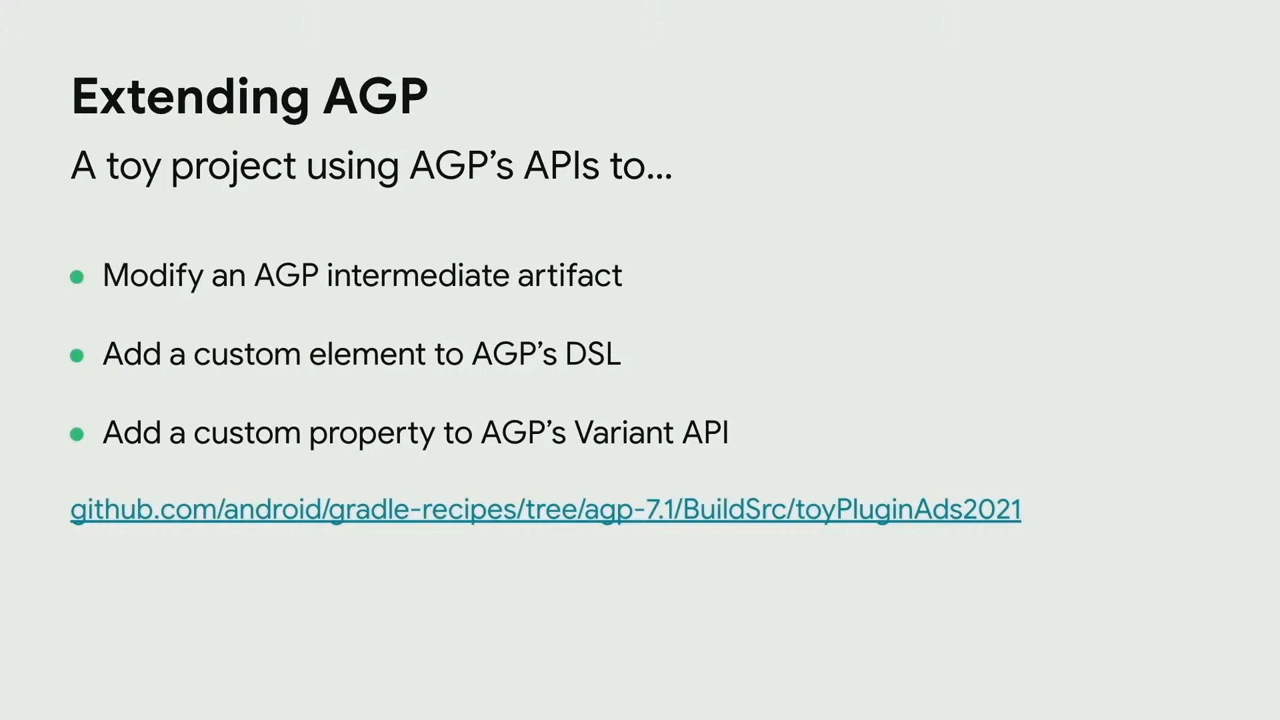 Extending AGP
A toy project using AGP’s APIs to...
Modify an AGP intermediate artifact
Add a custom element to AGP’s DSL
Add a custom property to AGP’s Variant API
github.com/android/gradle-recipes/tree/agp-7.1/BuildSrc/toyPluginAds2021